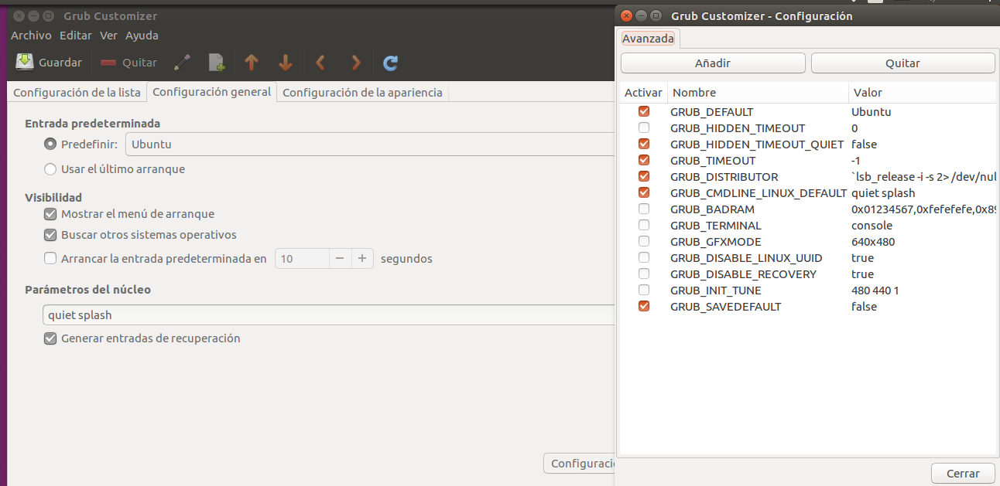 Grub Customizer
Archivo Editar Ver Ayuda
Guardar Quitar
Configuración de la lista Configuración general Configuración de la apariencia
Entrada predeterminada
Predefinir: Ubuntu
Usar el último arranque
Visibilidad
Mostrar el menú de arranque
Buscar otros sistemas operativos
Arrancar la entrada predeterminada en 10 segundos
Parámetros del núcleo
quiet splash
Generar entradas de recuperación
Configuraci
Grub Customizer - Configuración
Avanzada
Añadir Quitar
Activar Nombre Valor
GRUB_DEFAULT Ubuntu
GRUB_HIDDEN_TIMEOUT 0
GRUB_HIDDEN_TIMEOUT_QUIET false
GRUB_TIMEOUT -1
GRUB_DISTRIBUTOR `lsb_release -i -s 2> /dev/nul
GRUB_CMDLINE_LINUX_DEFAULT quiet splash
GRUB_BADRAM 0x01234567,0xfefefefe,0x89
GRUB_TERMINAL console
GRUB_GFXMODE 640x480
GRUB_DISABLE_LINUX_UUID true
GRUB_DISABLE_RECOVERY true
GRUB_INIT_TUNE 480 440 1
GRUB_SAVEDEFAULT false
Cerrar